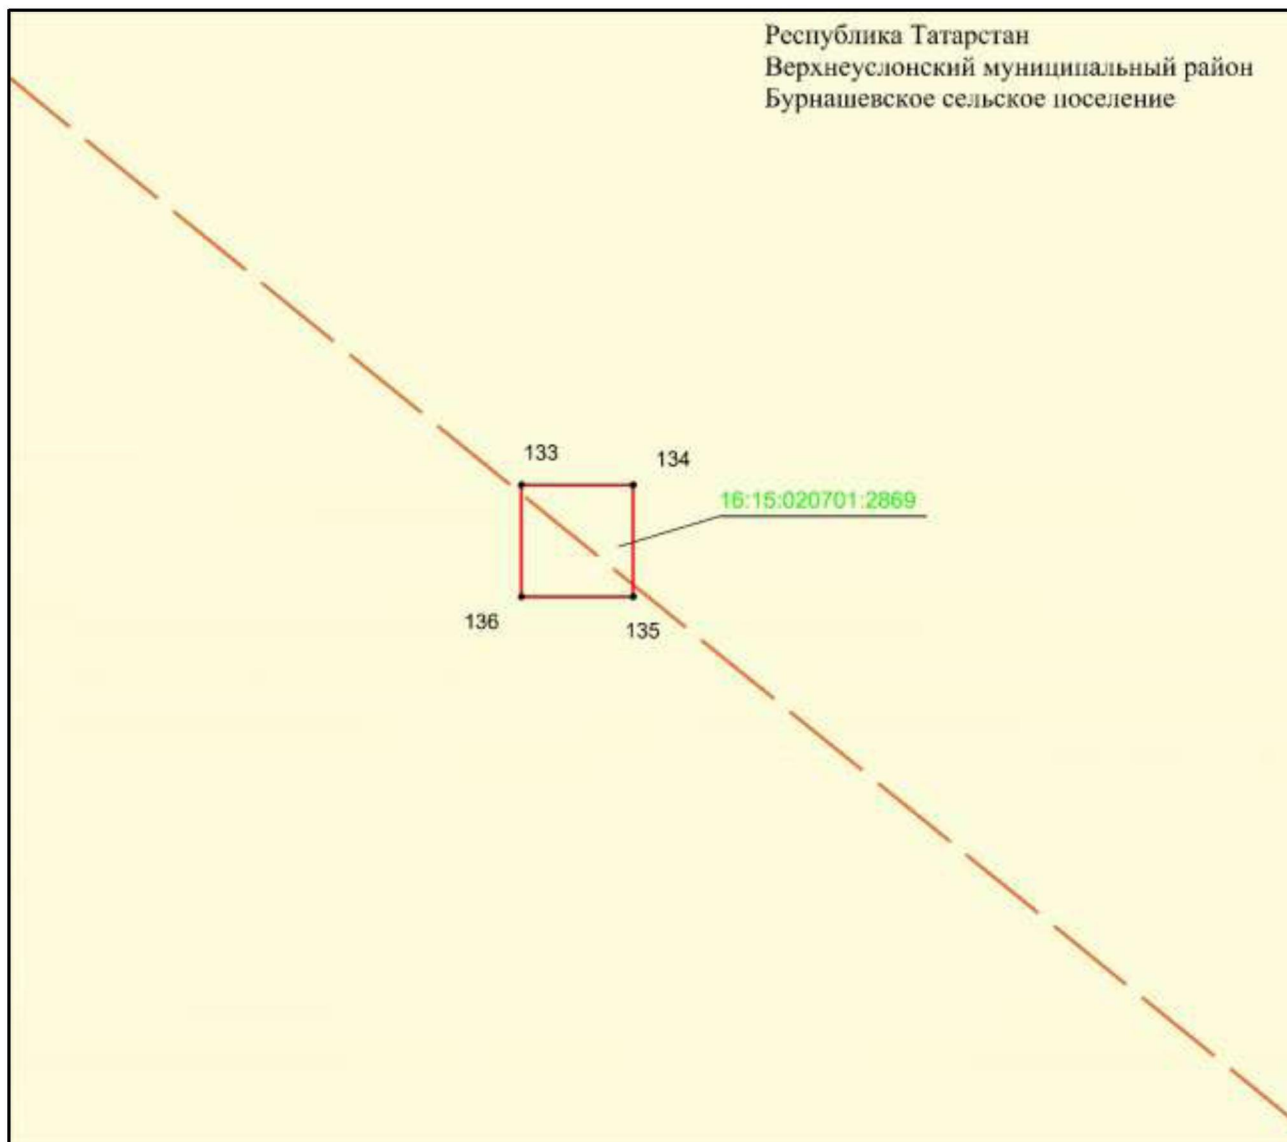 Республика Татарстан
Верхнеуслонский муниципальный район
Бурнашевское сельское поселение
133
134
16:15:020701:2869
136
135